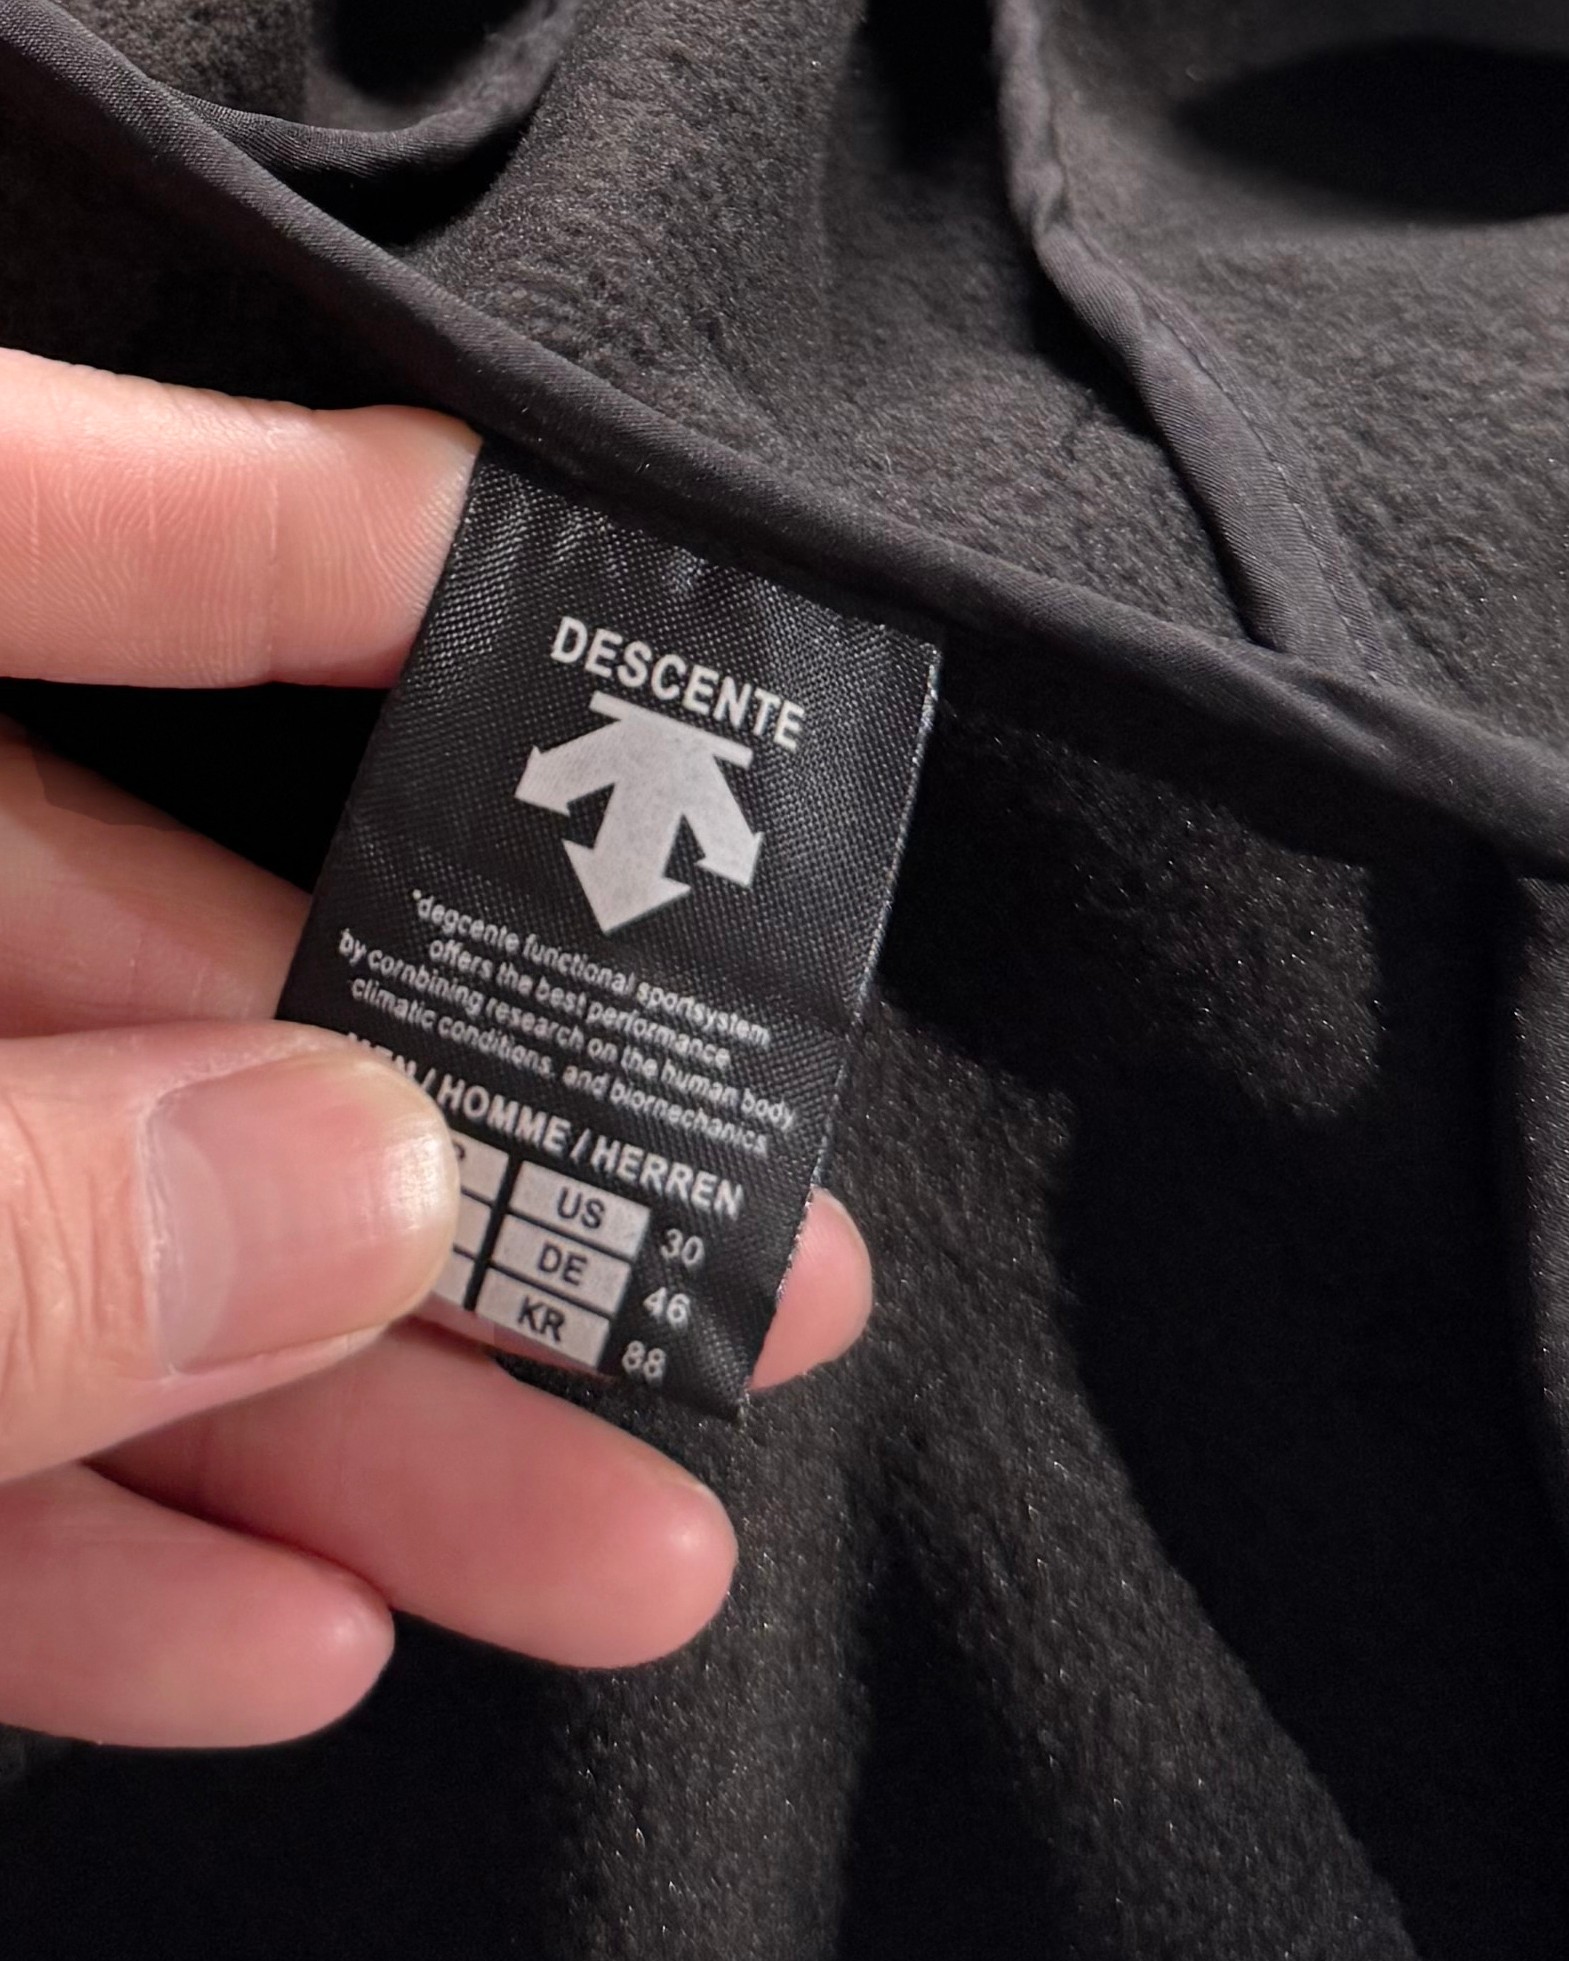 DESCENTE
"degcente functional sportsystem
offers the best performance
by cornbining research on the human body
climatic conditions, and biornechanics
MEN / HOMME / HERREN
US 30
DE 46
KR 88